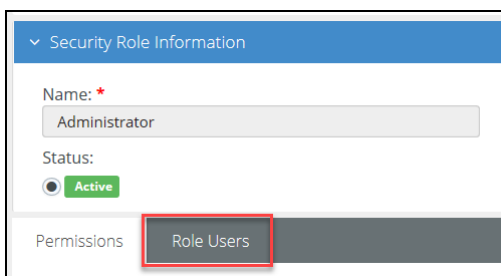 Security Role Information
Name: *
Administrator
Status:
Active
Permissions Role Users